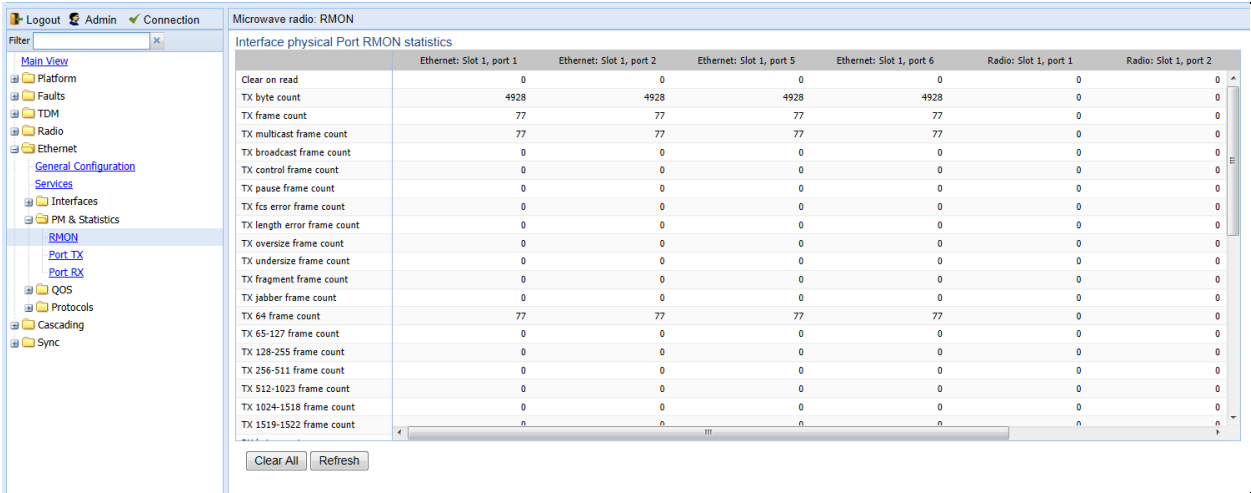 Logout Admin Connection
Filter
Main View
Platform
Faults
TDM
Radio
Ethernet
General Configuration
Services
Interfaces
PM & Statistics
RMON
Port TX
Port RX
QOS
Protocols
Cascading
Sync
Microwave radio: RMON
Interface physical Port RMON statistics
Ethernet: Slot 1, port 1 Ethernet: Slot 1, port 2 Ethernet: Slot 1, port 5 Ethernet: Slot 1, port 6 Radio: Slot 1, port 1 Radio: Slot 1, port 2
Clear on read 0 0 0 0 0 0
TX byte count 4928 4928 4928 4928 0 0
TX frame count 77 77 77 77 0 0
TX multicast frame count 77 77 77 77 0 0
TX broadcast frame count 0 0 0 0 0 0
TX control frame count 0 0 0 0 0 0
TX pause frame count 0 0 0 0 0 0
TX fcs error frame count 0 0 0 0 0 0
TX length error frame count 0 0 0 0 0 0
TX oversize frame count 0 0 0 0 0 0
TX undersize frame count 0 0 0 0 0 0
TX fragment frame count 0 0 0 0 0 0
TX jabber frame count 0 0 0 0 0 0
TX 64 frame count 77 77 77 77 0 0
TX 65-127 frame count 0 0 0 0 0 0
TX 128-255 frame count 0 0 0 0 0 0
TX 256-511 frame count 0 0 0 0 0 0
TX 512-1023 frame count 0 0 0 0 0 0
TX 1024-1518 frame count 0 0 0 0 0 0
TX 1519-1522 frame count 0 0 0 0 0 0
Clear All Refresh